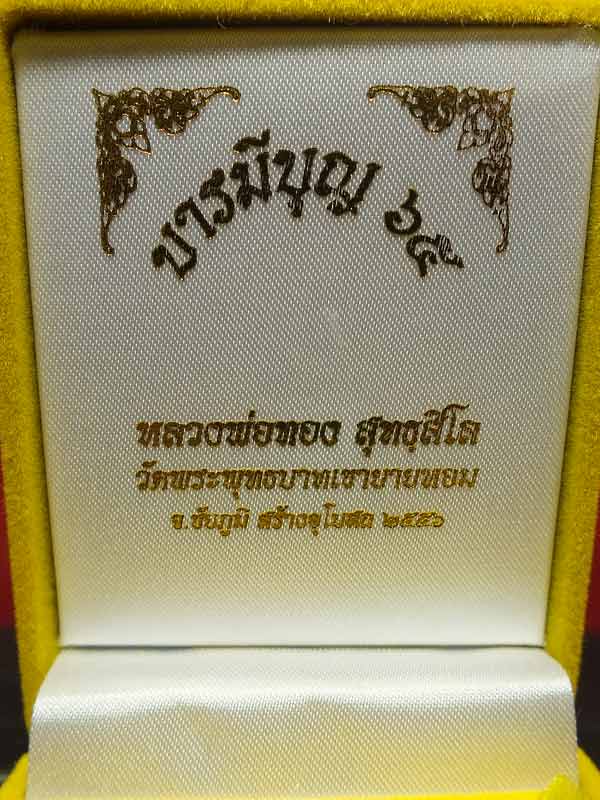 บารมีบุญ ๖๕
หลวงพ่อทอง สุทธสีโล
วัดพระพุทธบาทเขายายหอม
จ.ชัยภูมิ สร้างอุโบสถ ๒๕๕๖